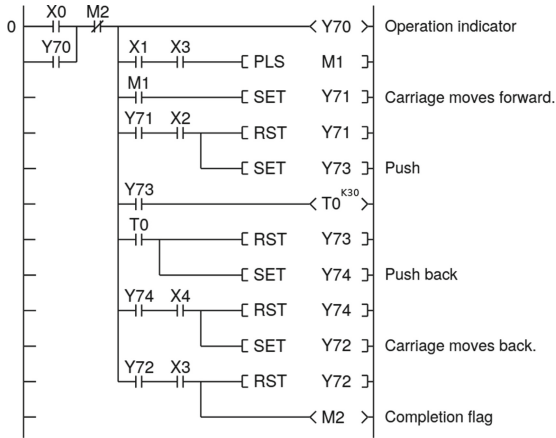 X0 M2
0 Y70 Operation indicator
Y70 X1 X3 PLS M1
M1 SET Y71 Carriage moves forward.
Y71 X2 RST Y71
SET Y73 Push
Y73 T0 K30
T0 RST Y73
SET Y74 Push back
Y74 X4 RST Y74
SET Y72 Carriage moves back.
Y72 X3 RST Y72
M2 Completion flag